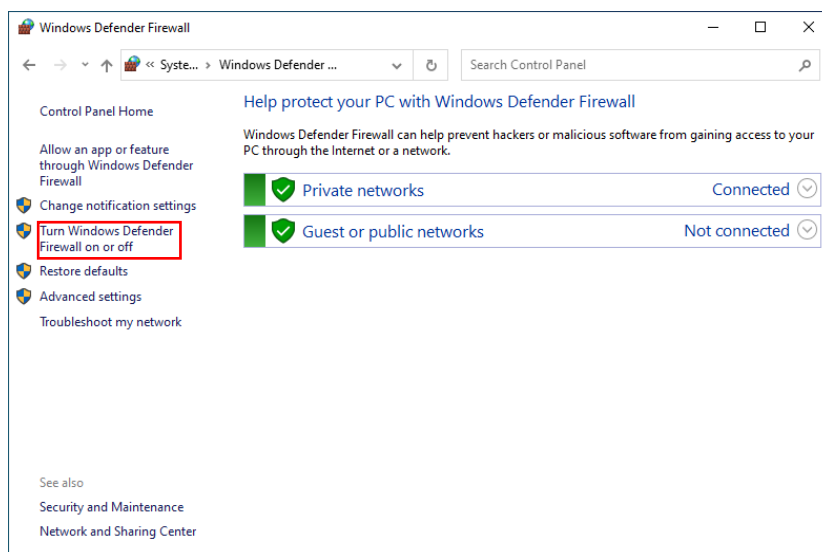 Windows Defender Firewall
« Syste... › Windows Defender ...
Search Control Panel
Control Panel Home
Allow an app or feature
through Windows Defender
Firewall
Change notification settings
Turn Windows Defender
Firewall on or off
Restore defaults
Advanced settings
Troubleshoot my network
See also
Security and Maintenance
Network and Sharing Center
Help protect your PC with Windows Defender Firewall
Windows Defender Firewall can help prevent hackers or malicious software from gaining access to your
PC through the Internet or a network.
Private networks Connected
Guest or public networks Not connected